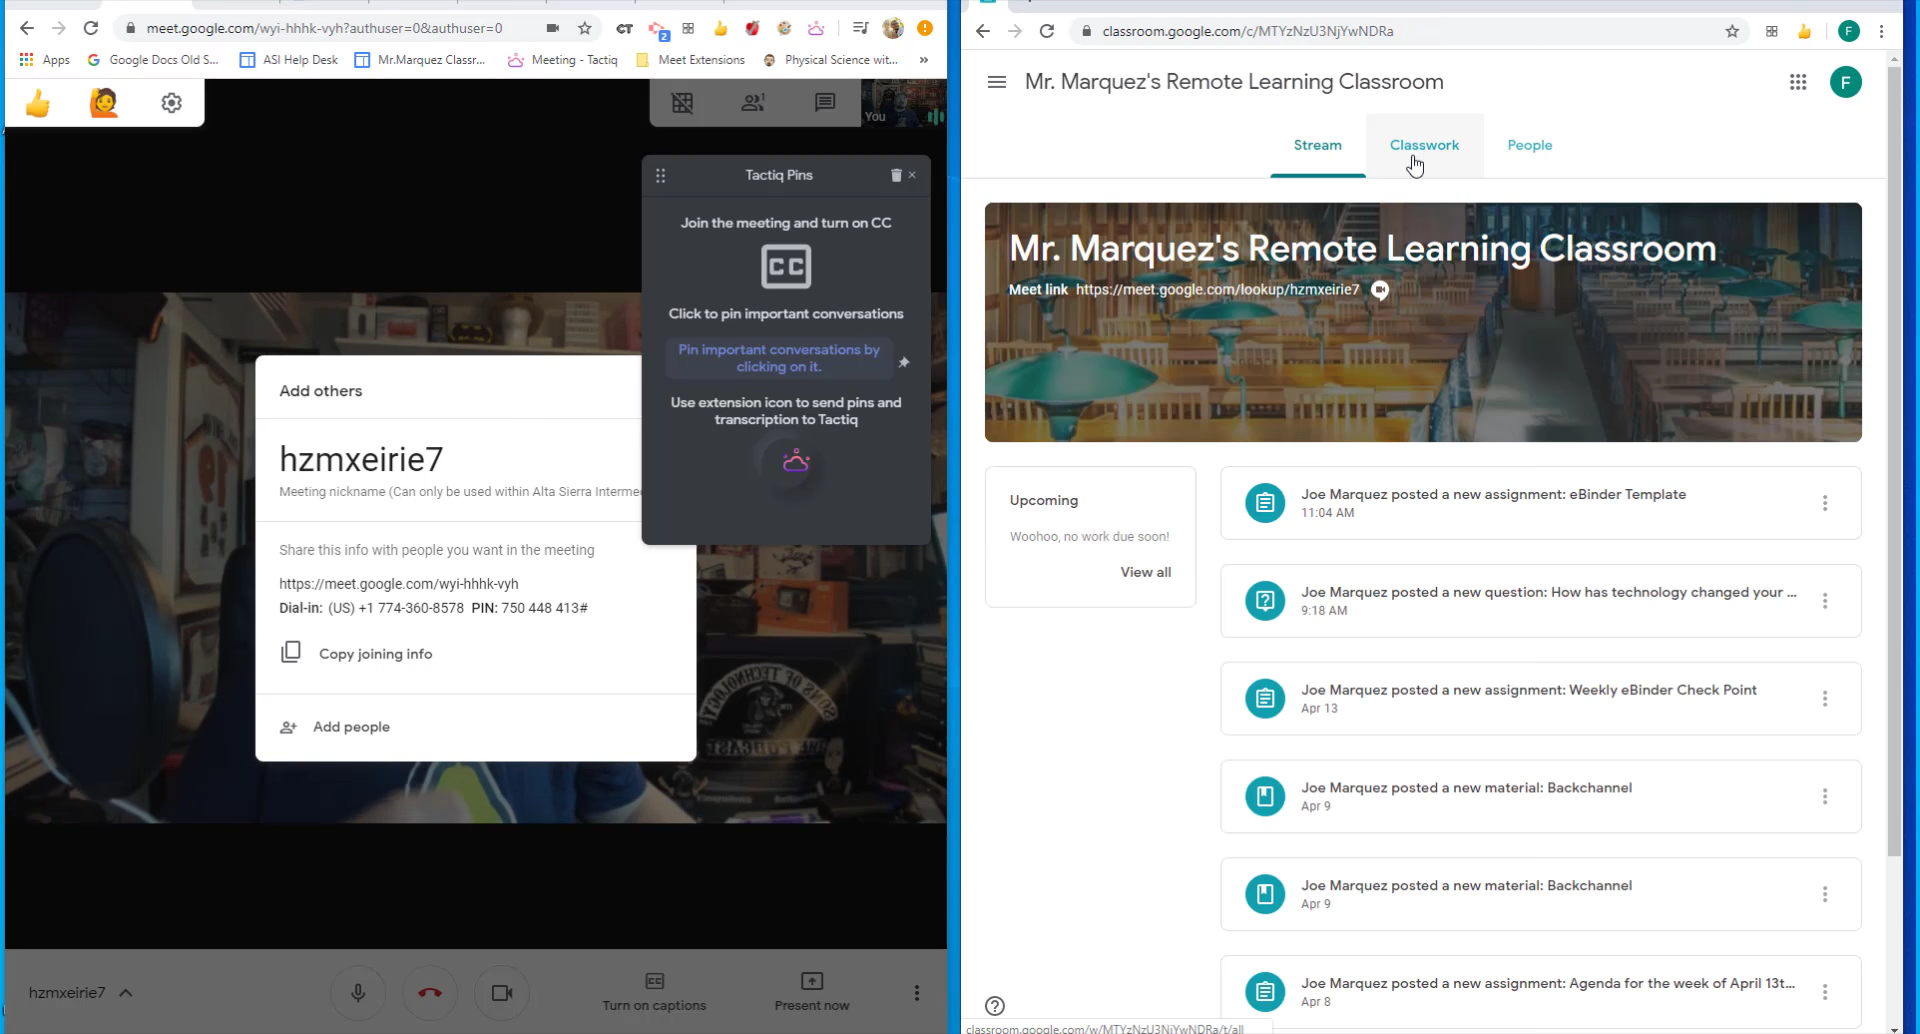 meet.google.com/wyi-hhhk-vyh?authuser=0&authuser=0
CT
2
Apps
Google Docs Old S...
ASI Help Desk
Mr.Marquez Classr...
Meeting - Tactiq
Meet Extensions
Physical Science wit...
»
1
You
Tactiq Pins
Join the meeting and turn on CC
CC
Click to pin important conversations
Pin important conversations by
clicking on it.
Use extension icon to send pins and
transcription to Tactiq
Add others
hzmxeirie7
Meeting nickname (Can only be used within Alta Sierra Interme
Share this info with people you want in the meeting
https://meet.google.com/wyi-hhhk-vyh
Dial-in: (US) +1 774-360-8578 PIN: 750 448 413#
Copy joining info
Add people
hzmxeirie7
Turn on captions
Present now
classroom.google.com/c/MTYzNzU3NjYwNDRa
F
Mr. Marquez's Remote Learning Classroom
F
Stream
Classwork
People
Mr. Marquez's Remote Learning Classroom
Meet link https://meet.google.com/lookup/hzmxeirie7
Upcoming
Woohoo, no work due soon!
View all
Joe Marquez posted a new assignment: eBinder Template
11:04 AM
Joe Marquez posted a new question: How has technology changed your ...
9:18 AM
Joe Marquez posted a new assignment: Weekly eBinder Check Point
Apr 13
Joe Marquez posted a new material: Backchannel
Apr 9
Joe Marquez posted a new material: Backchannel
Apr 9
Joe Marquez posted a new assignment: Agenda for the week of April 13t...
Apr 8
classroom.google.com/w/MTYzNzU3NjYwNDRa/t/all